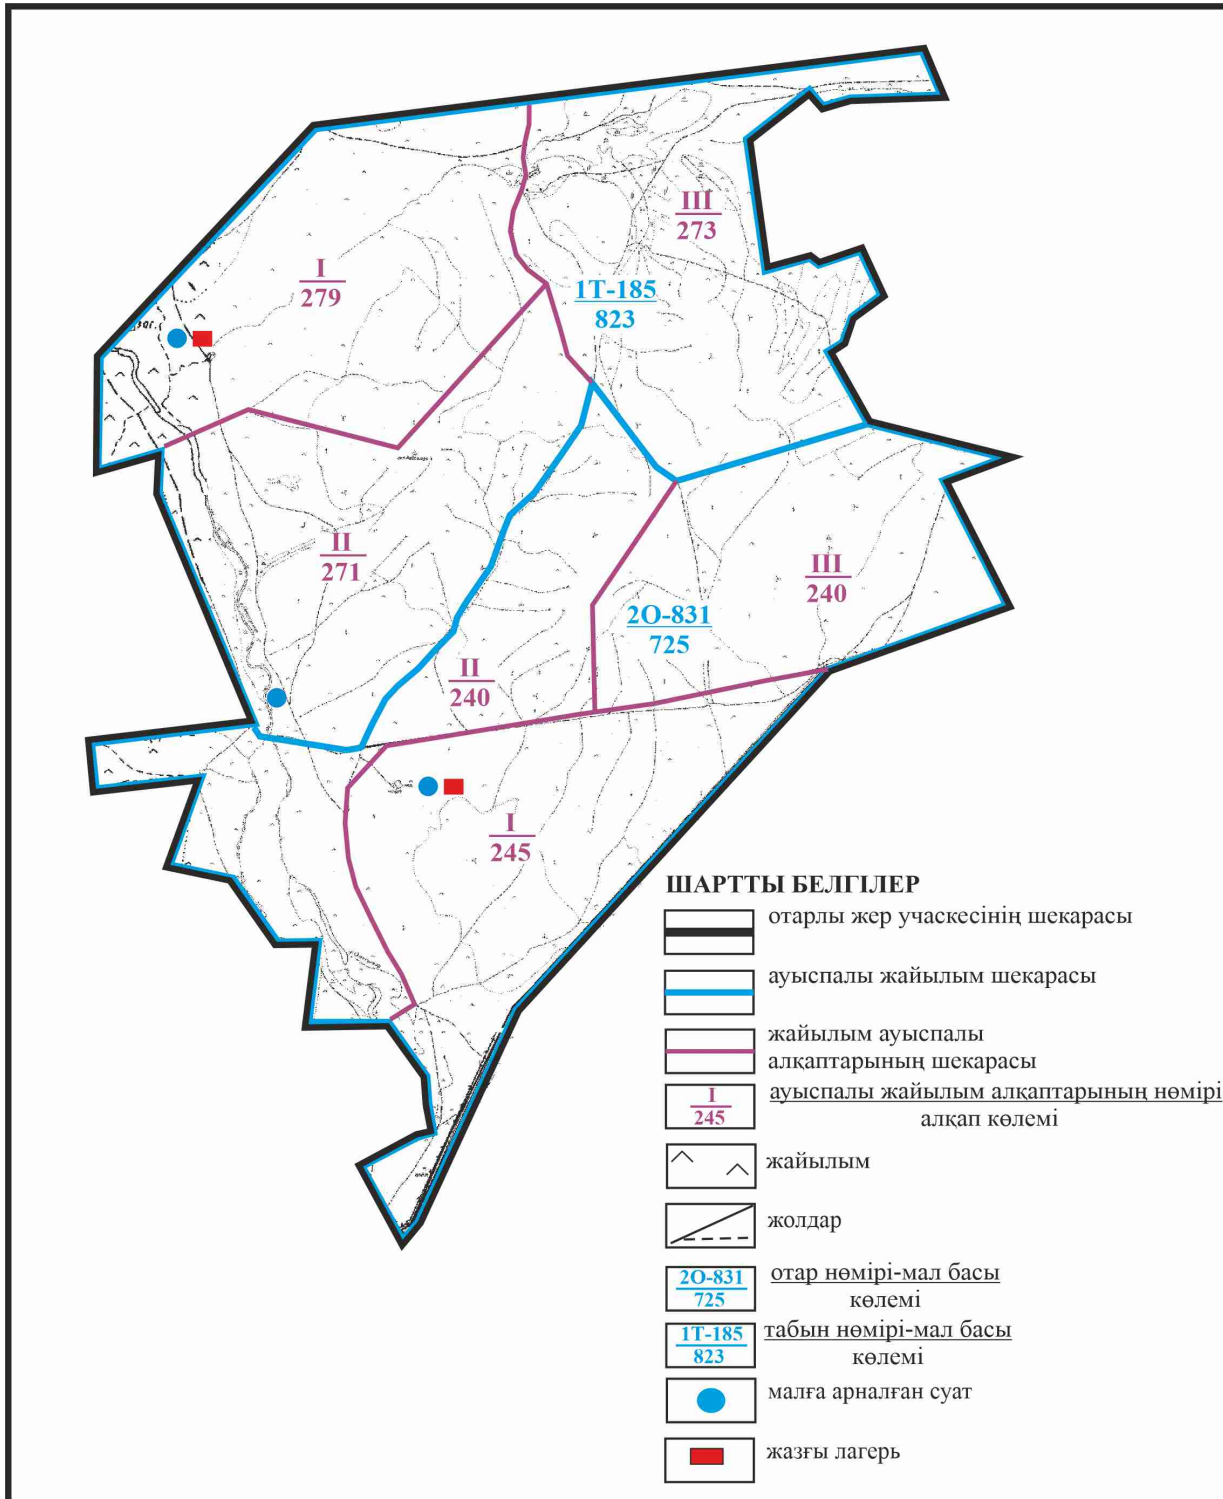 III
273
I
279
1Т-185
823
II
271
III
240
2О-831
725
II
240
I
245
ШАРТТЫ БЕЛГІЛЕР
отарлы жер учаскесінің шекарасы
ауыспалы жайылым шекарасы
жайылым ауыспалы
алқаптарының шекарасы
I
245
ауыспалы жайылым алқаптарының нөмірі
алқап көлемі
жайылым
жолдар
2О-831
725
отар нөмірі-мал басы
көлемі
1Т-185
823
табын нөмірі-мал басы
көлемі
малға арналған суат
жазғы лагерь